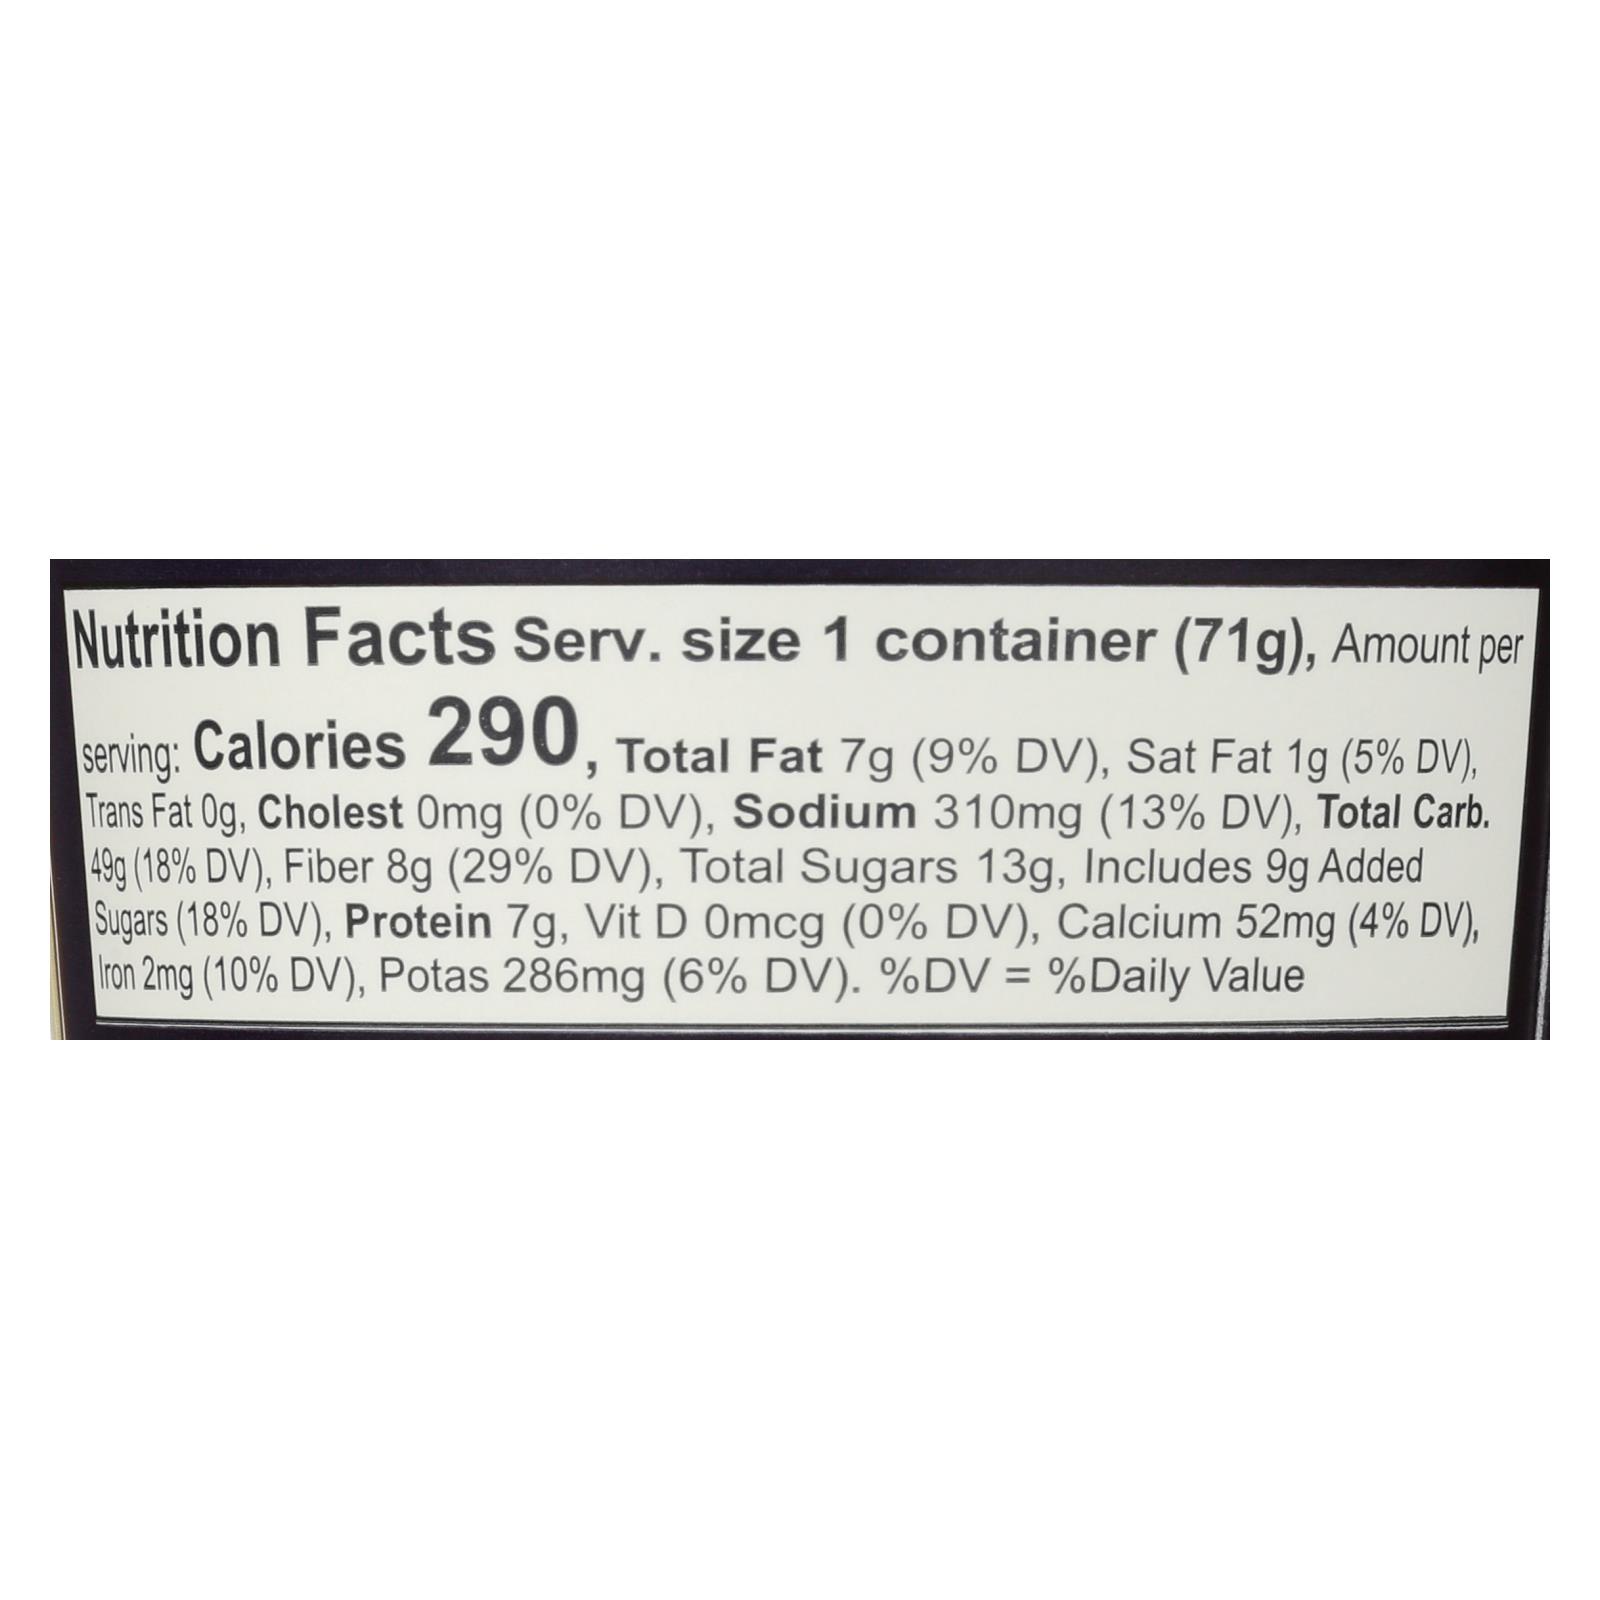 Nutrition Facts Serv. size 1 container (71g), Amount per
serving: Calories 290, Total Fat 7g (9% DV), Sat Fat 1g (5% DV),
Trans Fat 0g, Cholest 0mg (0% DV), Sodium 310mg (13% DV), Total Carb.
49g (18% DV), Fiber 8g (29% DV), Total Sugars 13g, Includes 9g Added
Sugars (18% DV), Protein 7g, Vit D 0mcg (0% DV), Calcium 52mg (4% DV),
Iron 2mg (10% DV), Potas 286mg (6% DV). %DV = %Daily Value